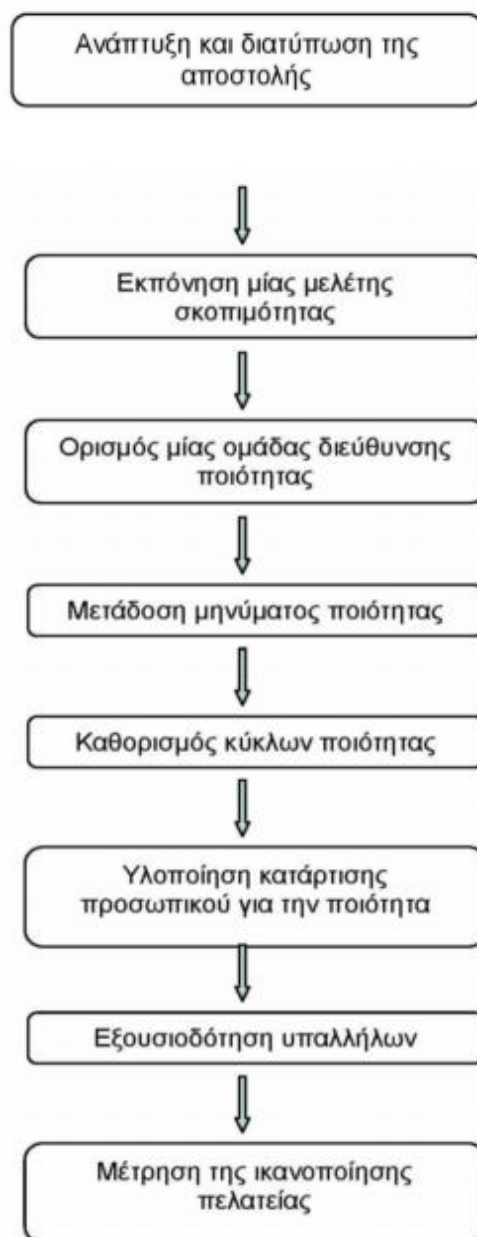 Ανάπτυξη και διατύπωση της
αποστολής
Εκπόνηση μίας μελέτης
σκοπιμότητας
Ορισμός μίας ομάδας διεύθυνσης
ποιότητας
Μετάδοση μηνύματος ποιότητας
Καθορισμός κύκλων ποιότητας
Υλοποίηση κατάρτισης
προσωπικού για την ποιότητα
Εξουσιοδότηση υπαλλήλων
Μέτρηση της ικανοποίησης
πελατείας